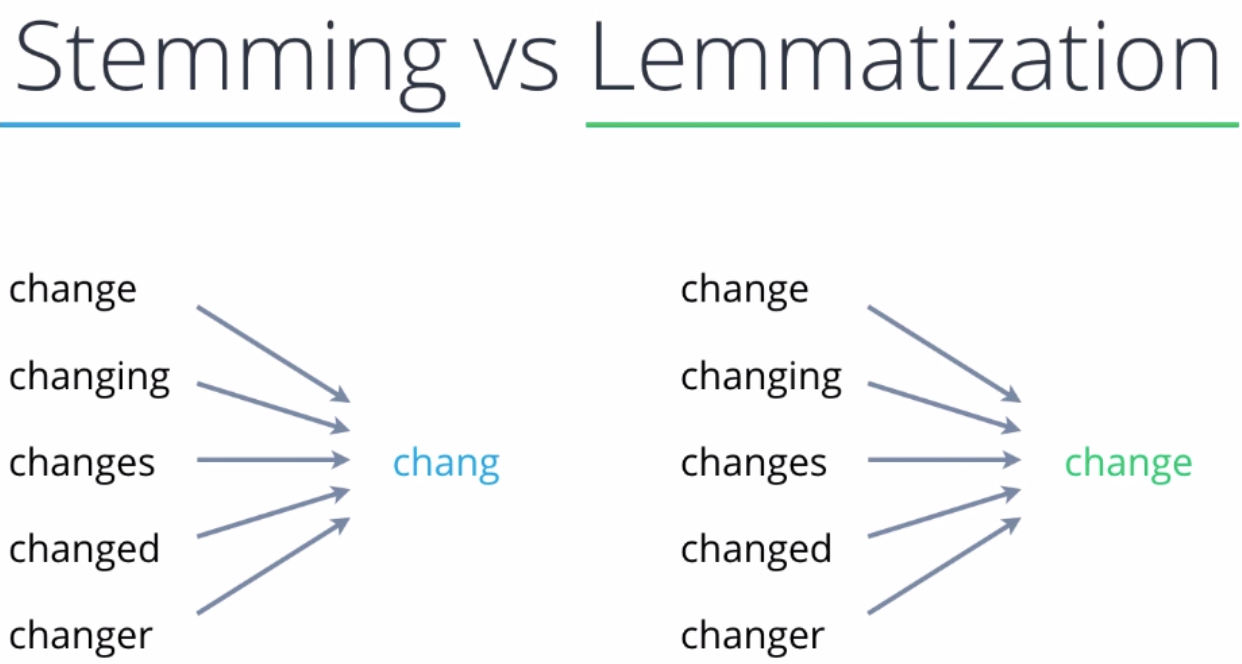 Stemming vs Lemmatization
change
changing
changes
changed
changer
chang
change
changing
changes
changed
changer
change